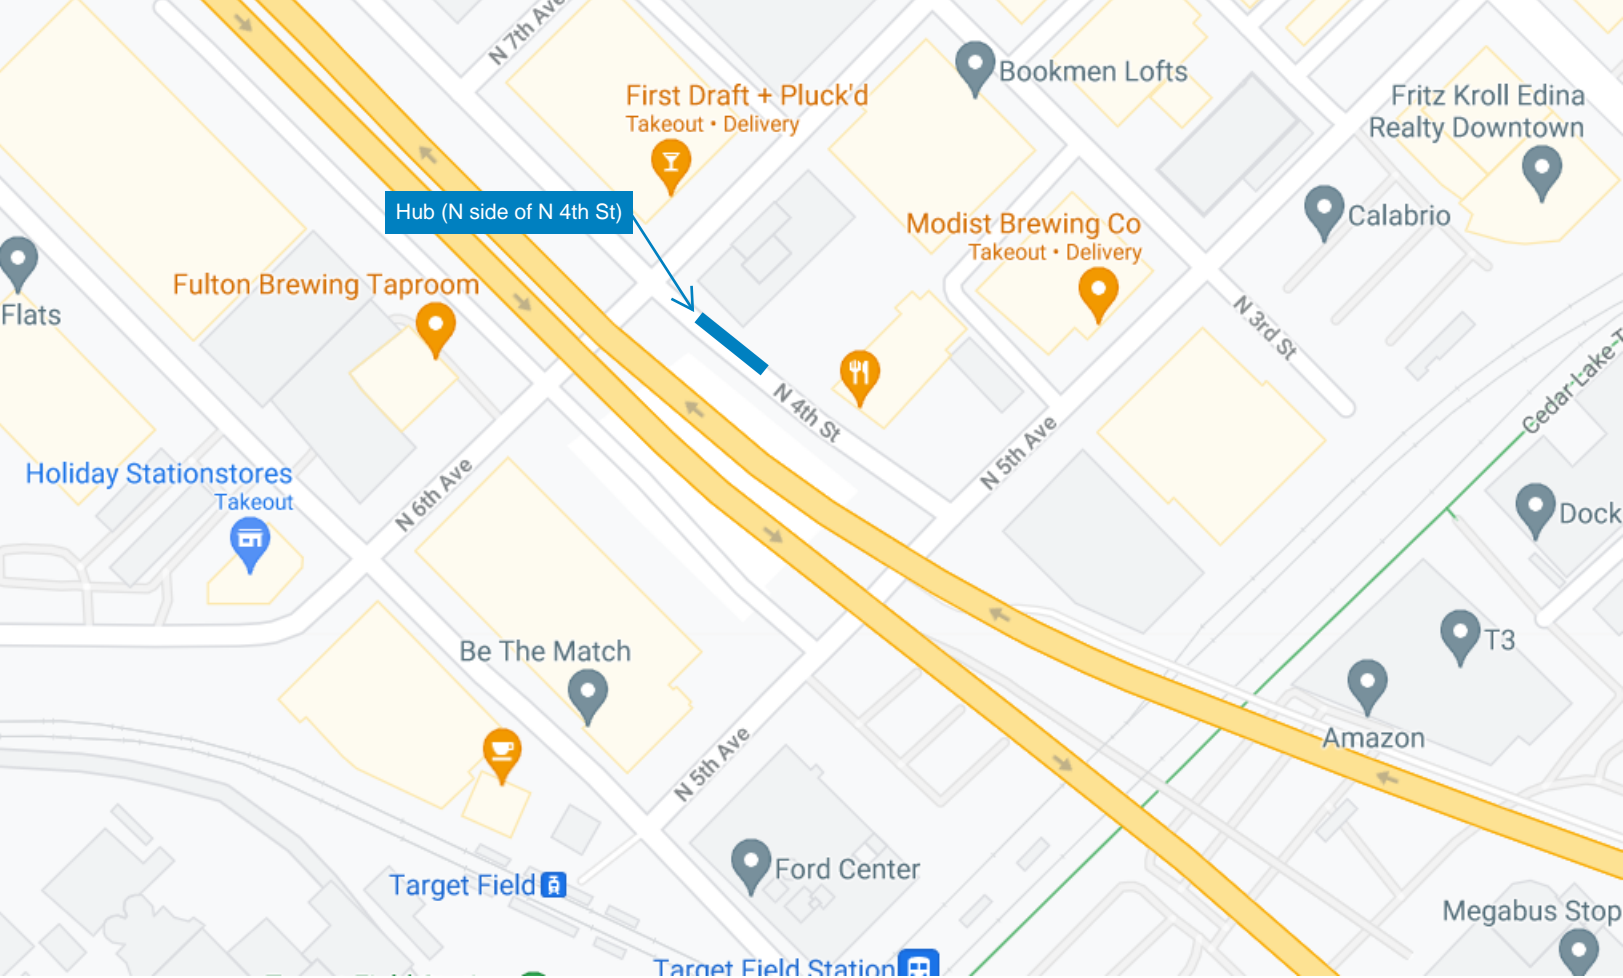 N 7th Ave
First Draft + Pluck'd
Takeout • Delivery
Bookmen Lofts
Fritz Kroll Edina
Realty Downtown
Hub (N side of N 4th St)
Calabrio
Modist Brewing Co
Takeout • Delivery
Fulton Brewing Taproom
Flats
N 3rd St
Cedar Lake T
N 4th St
N 5th Ave
Holiday Stationstores
Takeout
N 6th Ave
Dock
T3
Be The Match
Amazon
N 5th Ave
Ford Center
Target Field
Megabus Stop
Target Field Station